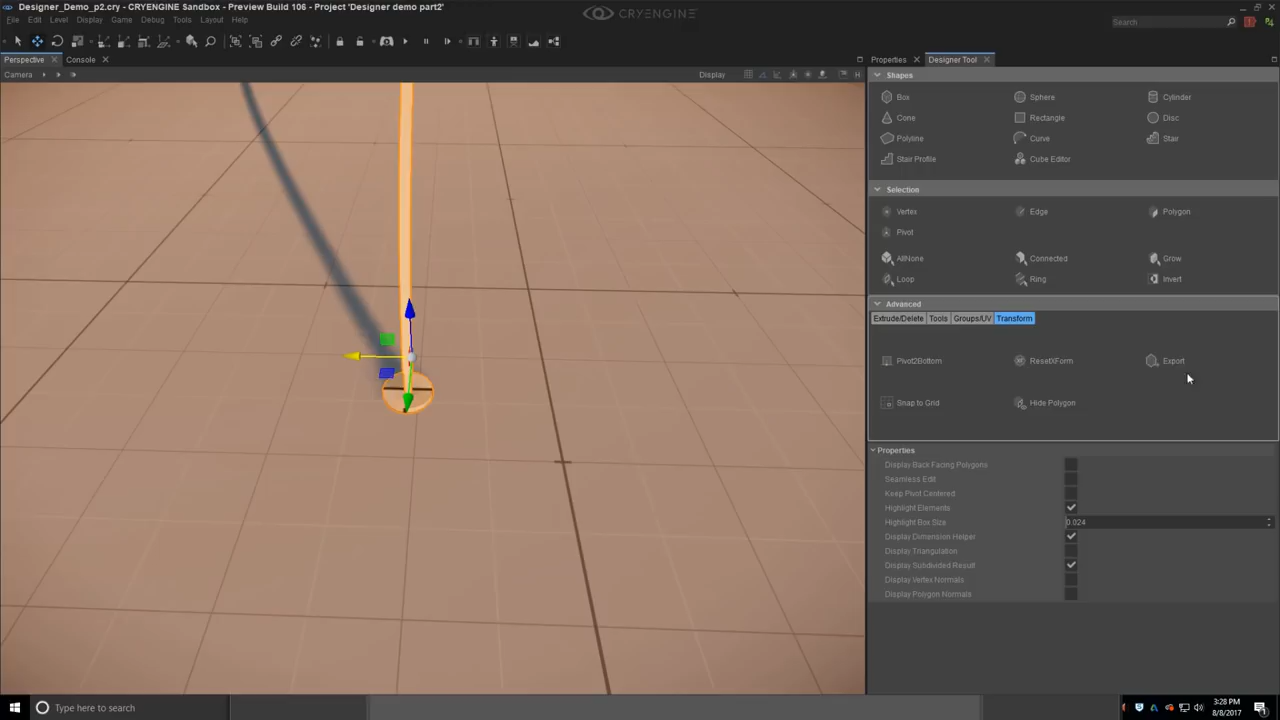 Designer_Demo_p2.cry - CRYENGINE Sandbox - Preview Build 106 - Project 'Designer demo part2'
CRYENGINE
File Edit Level Display Game Debug Tools Layout Help
Search
Perspective Console
Properties Designer Tool
Camera Display
Shapes
Box Sphere Cylinder
Cone Rectangle Disc
Polyline Curve Stair
Stair Profile Cube Editor
Selection
Vertex Edge Polygon
Pivot
AllNone Connected Grow
Loop Ring Invert
Advanced
Extrude/Delete Tools Groups/UV Transform
Pivot2Bottom ResetXForm Export
Snap to Grid Hide Polygon
Properties
Display Back Facing Polygons
Seamless Edit
Keep Pivot Centered
Highlight Elements
Highlight Box Size 0.024
Display Dimension Helper
Display Triangulation
Display Subdivided Result
Display Vertex Normals
Display Polygon Normals
Type here to search
3:28 PM
8/8/2017